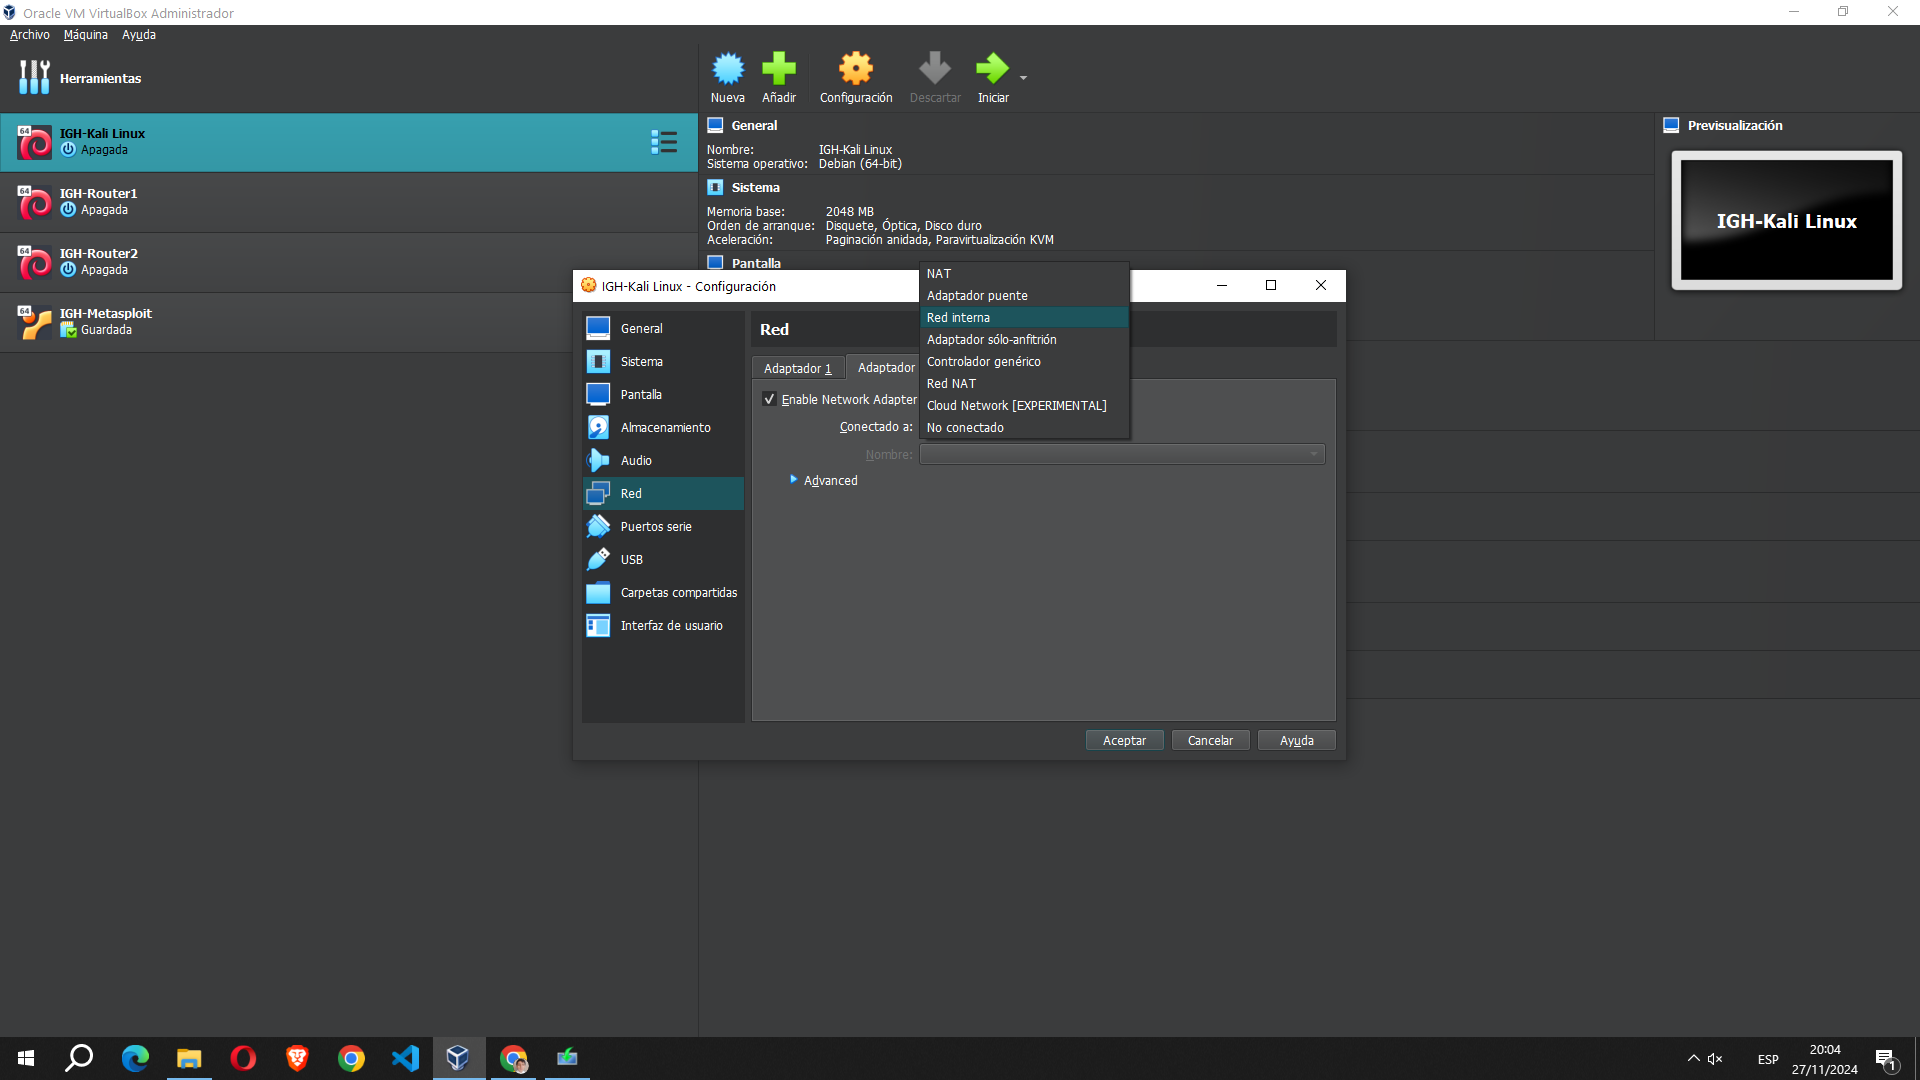 Oracle VM VirtualBox Administrador
Archivo Máquina Ayuda
Herramientas
Nueva Añadir Configuración Descartar Iniciar
64
IGH-Kali Linux
Apagada
64
IGH-Router1
Apagada
64
IGH-Router2
Apagada
64
IGH-Metasploit
Guardada
General
Nombre: IGH-Kali Linux
Sistema operativo: Debian (64-bit)
Sistema
Memoria base: 2048 MB
Orden de arranque: Disquete, Óptica, Disco duro
Aceleración: Paginación anidada, Paravirtualización KVM
Pantalla
Previsualización
IGH-Kali Linux
IGH-Kali Linux - Configuración
General
Sistema
Pantalla
Almacenamiento
Audio
Red
Puertos serie
USB
Carpetas compartidas
Interfaz de usuario
Red
Adaptador 1 Adaptador
Enable Network Adapter
Conectado a:
NAT
Adaptador puente
Red interna
Adaptador sólo-anfitrión
Controlador genérico
Red NAT
Cloud Network [EXPERIMENTAL]
No conectado
Nombre:
Advanced
Aceptar Cancelar Ayuda
ESP
20:04
27/11/2024
1